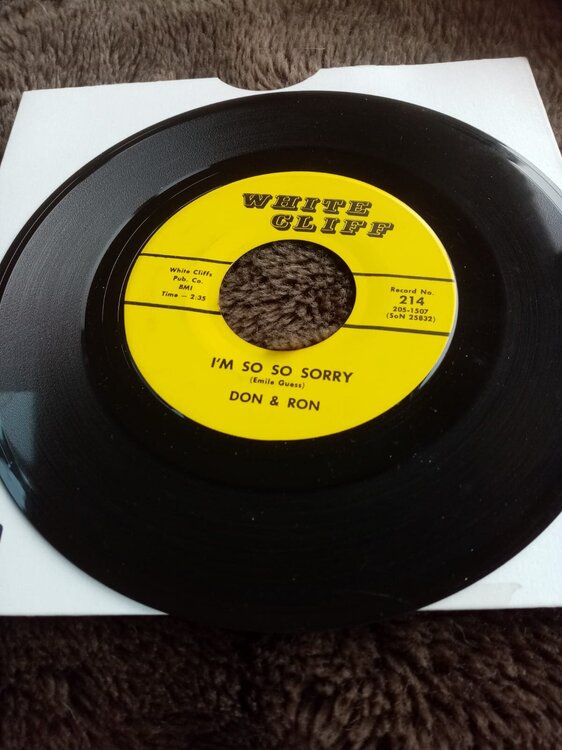 WHITE
CLIFF
White Cliffs
Pub. Co.
BMI
Time — 2:35
Record No.
214
205-1507
(SoN 25832)
I'M SO SO SORRY
(Emile Guess)
DON & RON